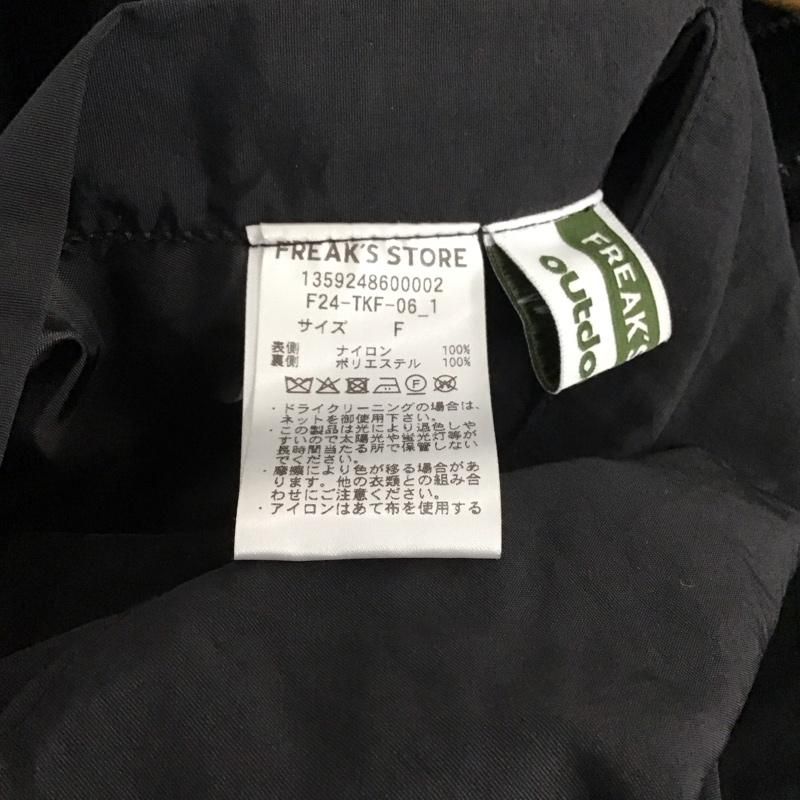 FREAK'S STORE
1359248600002
F24-TKF-06_1
サイズ F
表側 ナイロン 100%
裏側 ポリエステル 100%
・ドライクリーニングの場合は、
ネットを御使用下さい。
・この製品は光により退色しや
すいので太陽光や蛍光灯等が
長時間当たる所で保管しない
でください。
・摩擦により色が移る場合があ
ります。他の衣類との組み合
わせにご注意ください。
・アイロンはあて布を使用する
FREAK'S
outdo